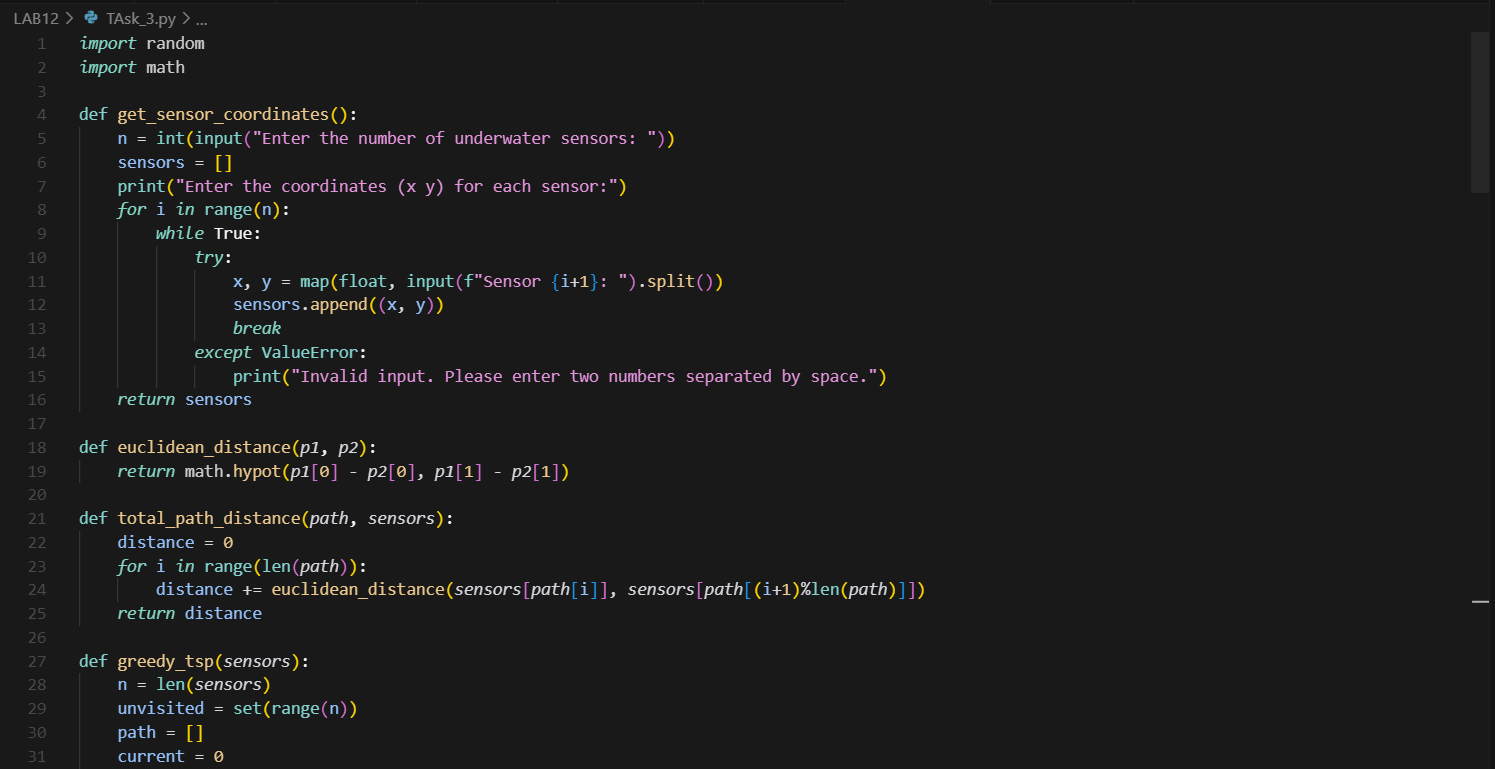 LAB12 > TAsk_3.py > ...
1 import random
2 import math
3
4 def get_sensor_coordinates():
5     n = int(input("Enter the number of underwater sensors: "))
6     sensors = []
7     print("Enter the coordinates (x y) for each sensor:")
8     for i in range(n):
9         while True:
10             try:
11                 x, y = map(float, input(f"Sensor {i+1}: ").split())
12                 sensors.append((x, y))
13                 break
14             except ValueError:
15                 print("Invalid input. Please enter two numbers separated by space.")
16     return sensors
17
18 def euclidean_distance(p1, p2):
19     return math.hypot(p1[0] - p2[0], p1[1] - p2[1])
20
21 def total_path_distance(path, sensors):
22     distance = 0
23     for i in range(len(path)):
24         distance += euclidean_distance(sensors[path[i]], sensors[path[(i+1)%len(path)]])
25     return distance
26
27 def greedy_tsp(sensors):
28     n = len(sensors)
29     unvisited = set(range(n))
30     path = []
31     current = 0